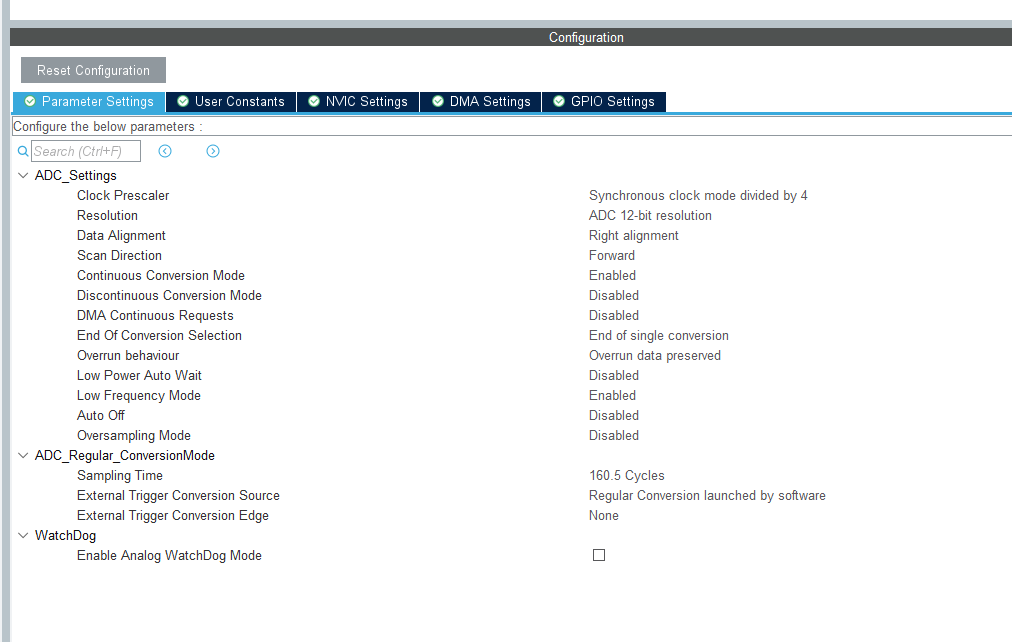 Configuration
Reset Configuration
Parameter Settings User Constants NVIC Settings DMA Settings GPIO Settings
Configure the below parameters :
Search (Ctrl+F)
ADC_Settings
Clock Prescaler Synchronous clock mode divided by 4
Resolution ADC 12-bit resolution
Data Alignment Right alignment
Scan Direction Forward
Continuous Conversion Mode Enabled
Discontinuous Conversion Mode Disabled
DMA Continuous Requests Disabled
End Of Conversion Selection End of single conversion
Overrun behaviour Overrun data preserved
Low Power Auto Wait Disabled
Low Frequency Mode Enabled
Auto Off Disabled
Oversampling Mode Disabled
ADC_Regular_ConversionMode
Sampling Time 160.5 Cycles
External Trigger Conversion Source Regular Conversion launched by software
External Trigger Conversion Edge None
WatchDog
Enable Analog WatchDog Mode